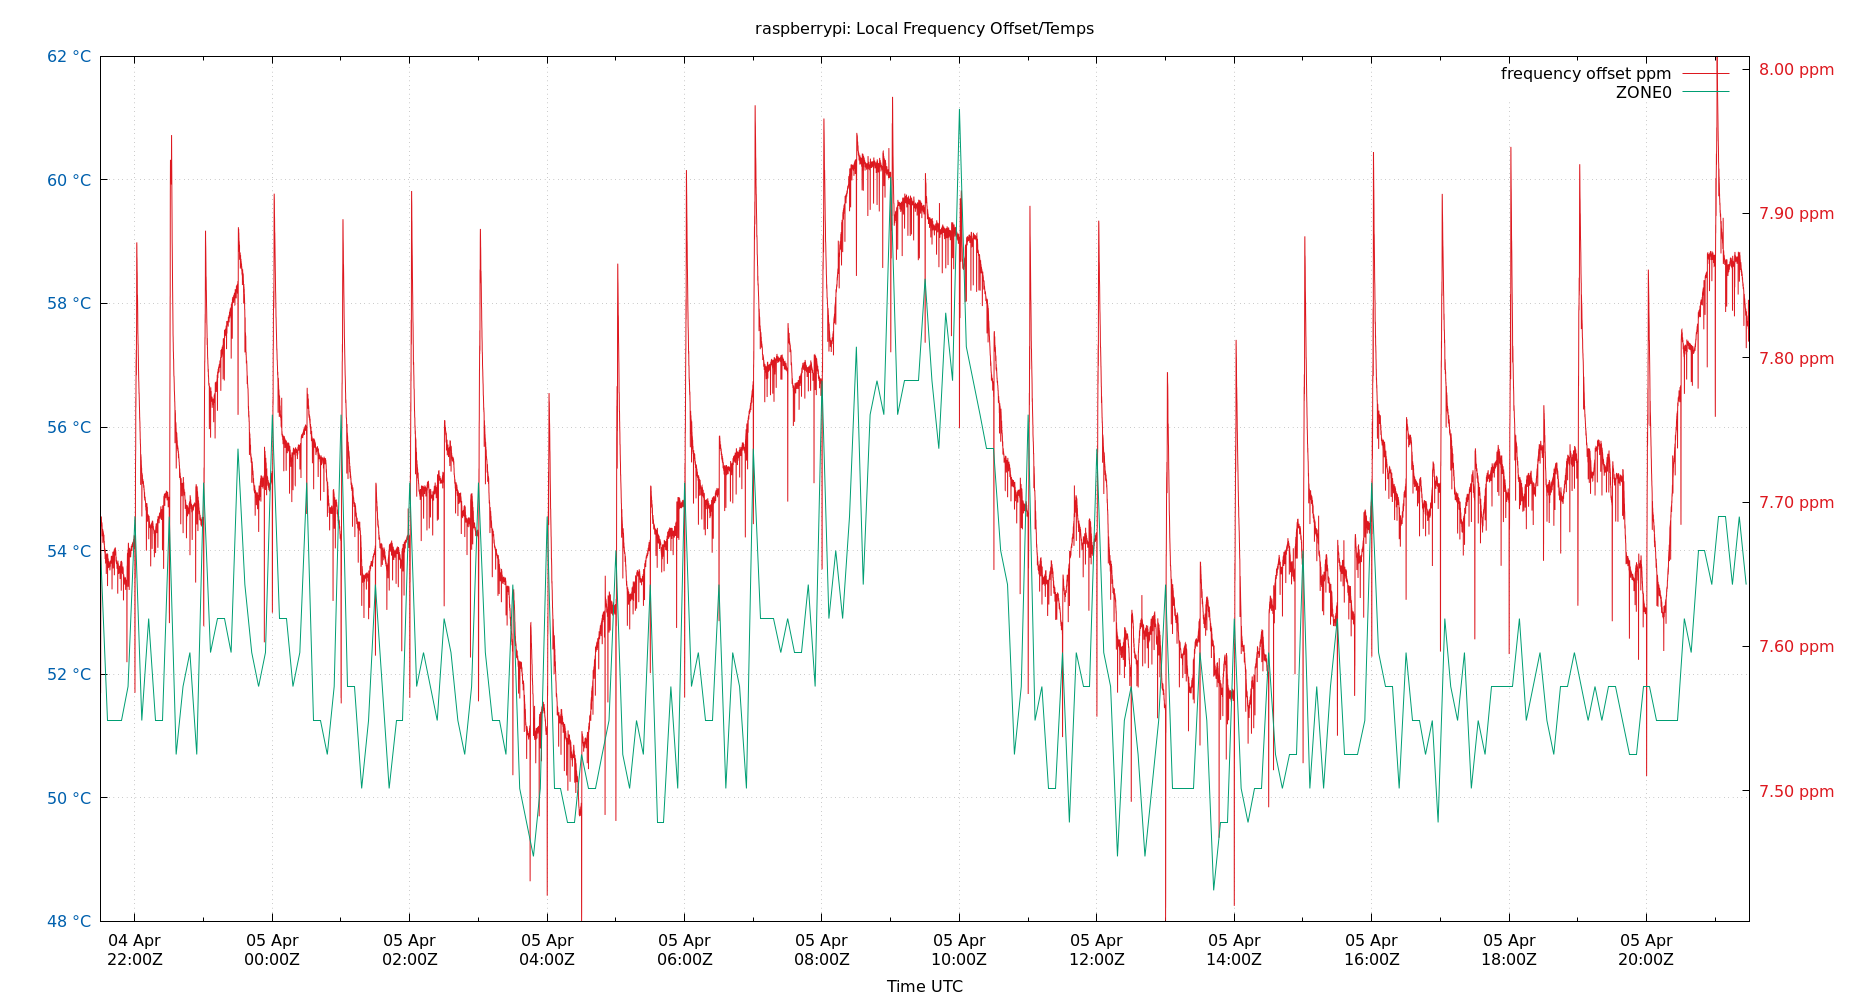 raspberrypi: Local Frequency Offset/Temps
frequency offset ppm
ZONE0
62 °C
60 °C
58 °C
56 °C
54 °C
52 °C
50 °C
48 °C
8.00 ppm
7.90 ppm
7.80 ppm
7.70 ppm
7.60 ppm
7.50 ppm
04 Apr 05 Apr 05 Apr 05 Apr 05 Apr 05 Apr 05 Apr 05 Apr 05 Apr 05 Apr 05 Apr 05 Apr
22:00Z 00:00Z 02:00Z 04:00Z 06:00Z 08:00Z 10:00Z 12:00Z 14:00Z 16:00Z 18:00Z 20:00Z
Time UTC